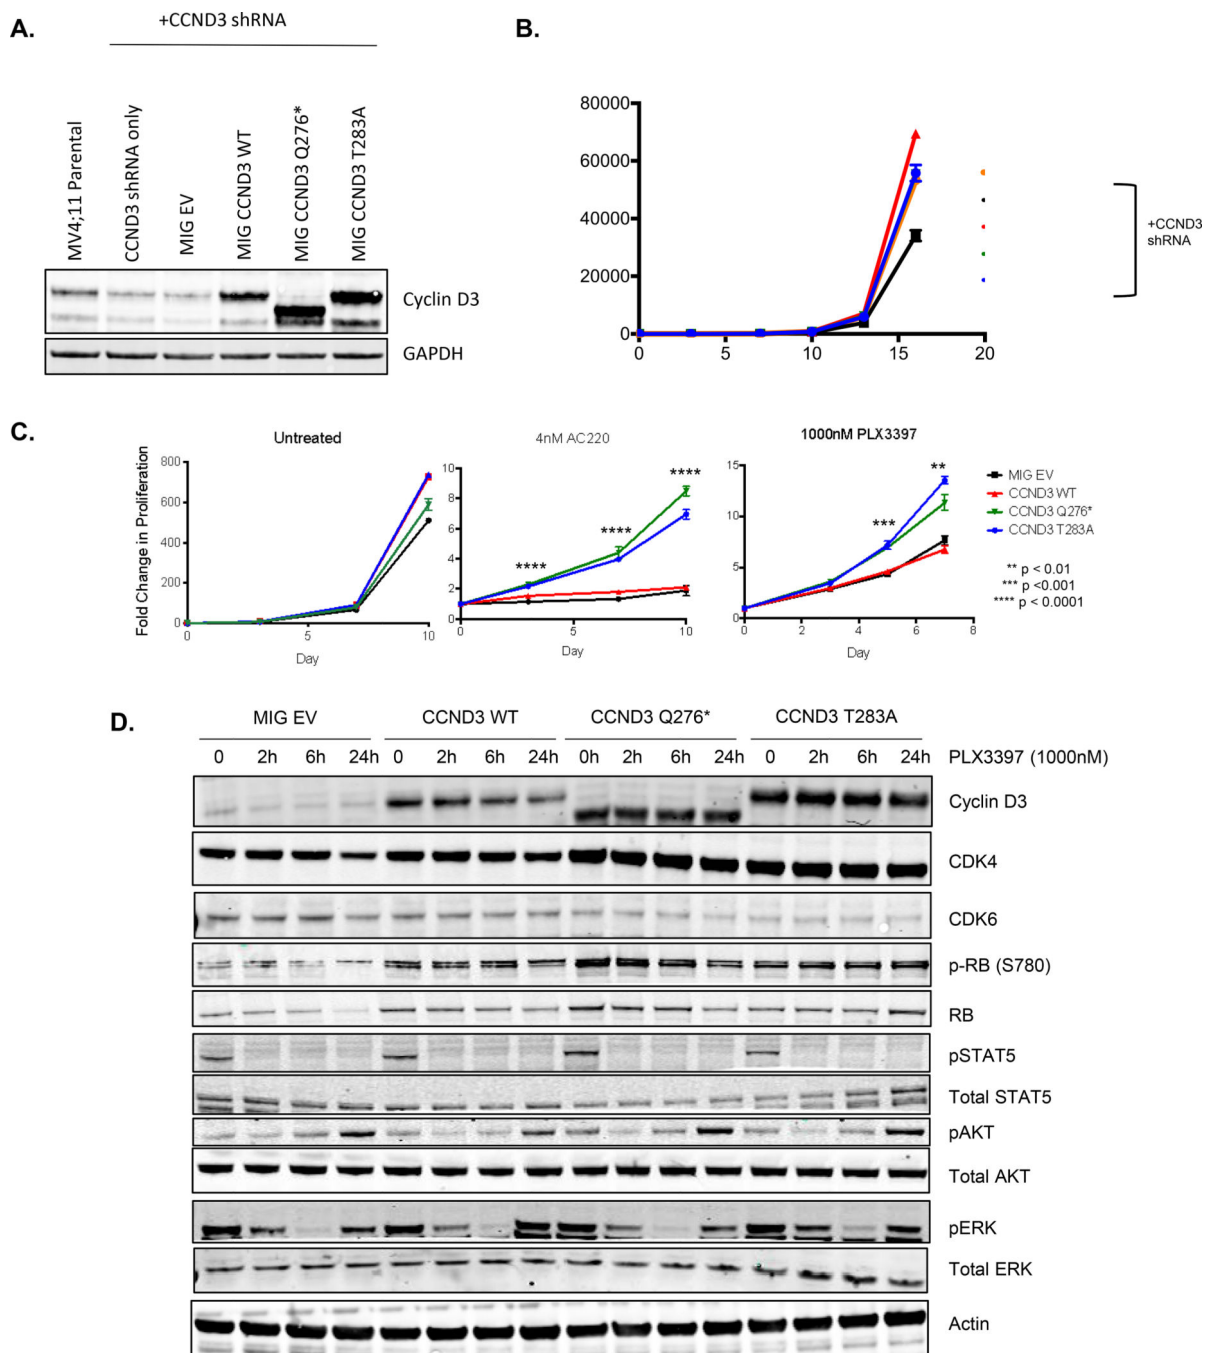 A.
+CCND3 shRNA
MV4;11 Parental
CCND3 shRNA only
MIG EV
MIG CCND3 WT
MIG CCND3 Q276*
MIG CCND3 T283A
Cyclin D3
GAPDH
B.
80000
60000
40000
20000
0
0 5 10 15 20
+CCND3
shRNA
C.
Fold Change in Proliferation
Untreated
800
600
400
200
0
0 5 10
Day
4nM AC220
10
8
6
4
2
0
**** **** ****
0 5 10
Day
1000nM PLX3397
15
10
5
0
*** **
0 2 4 6 8
Day
MIG EV
CCND3 WT
CCND3 Q276*
CCND3 T283A
** p < 0.01
*** p <0.001
**** p < 0.0001
D.
MIG EV CCND3 WT CCND3 Q276* CCND3 T283A
0 2h 6h 24h 0 2h 6h 24h 0h 2h 6h 24h 0 2h 6h 24h PLX3397 (1000nM)
Cyclin D3
CDK4
CDK6
p-RB (S780)
RB
pSTAT5
Total STAT5
pAKT
Total AKT
pERK
Total ERK
Actin